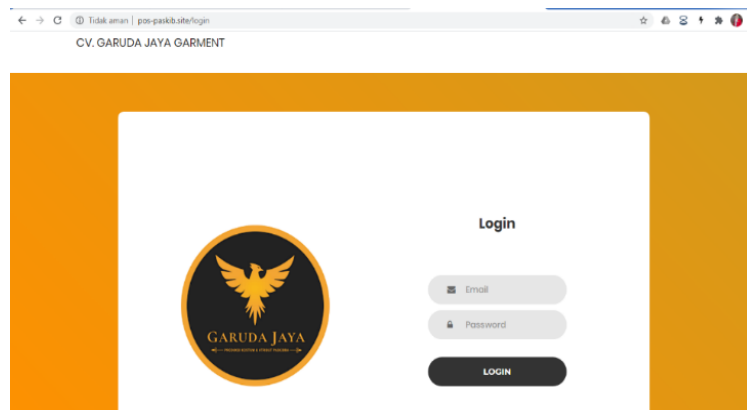 Tidak aman | pos-paskib.site/login
CV. GARUDA JAYA GARMENT
Login
Email
Password
GARUDA JAYA
LOGIN